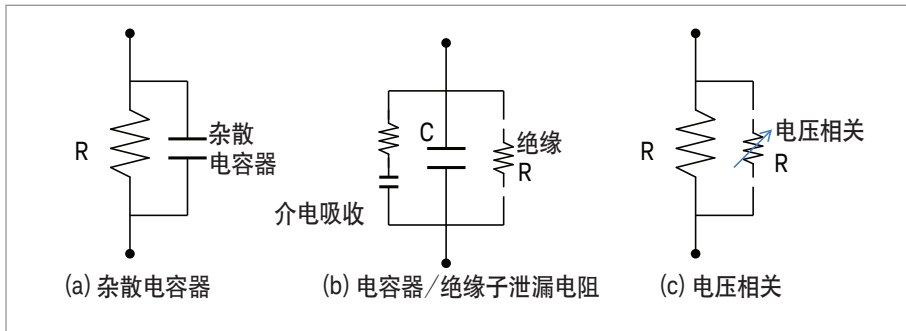 R
杂散
电容器
(a) 杂散电容器
C
绝缘
R
介电吸收
(b) 电容器/绝缘子泄漏电阻
R
电压相关
R
(c) 电压相关